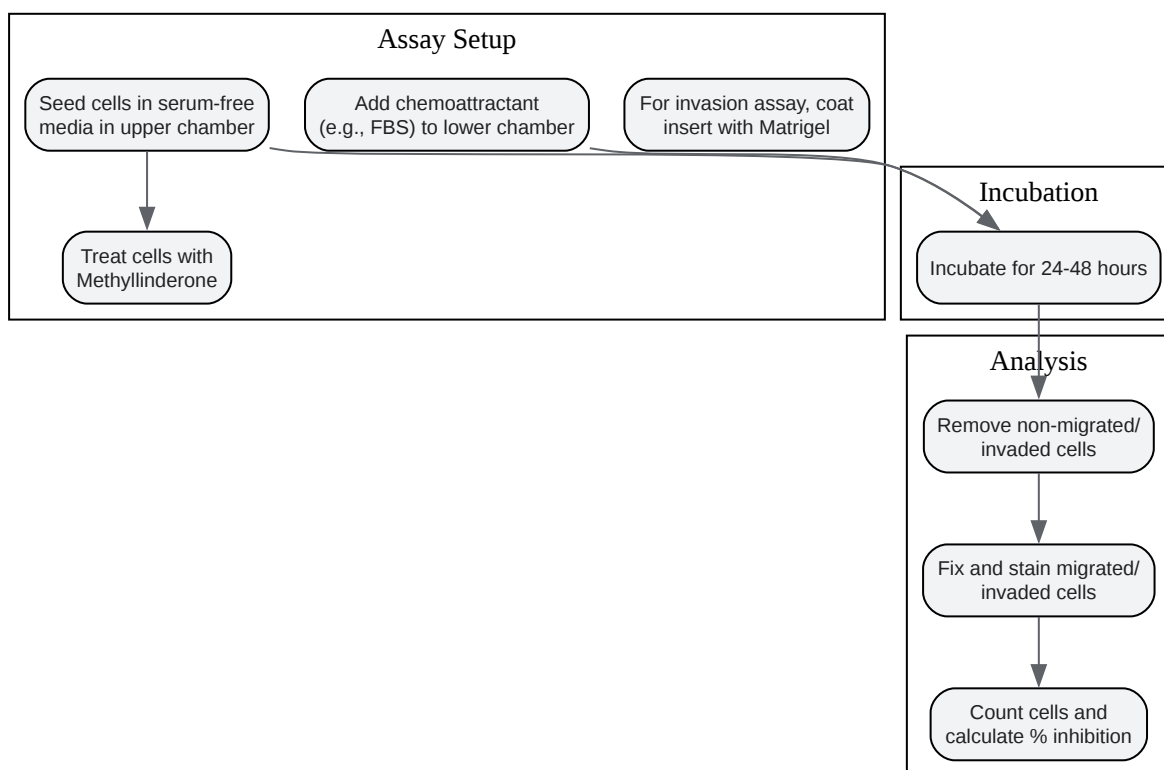 Assay Setup
Seed cells in serum-free
media in upper chamber
Add chemoattractant
(e.g., FBS) to lower chamber
For invasion assay, coat
insert with Matrigel
Treat cells with
Methyllinderone
Incubation
Incubate for 24-48 hours
Analysis
Remove non-migrated/
invaded cells
Fix and stain migrated/
invaded cells
Count cells and
calculate % inhibition